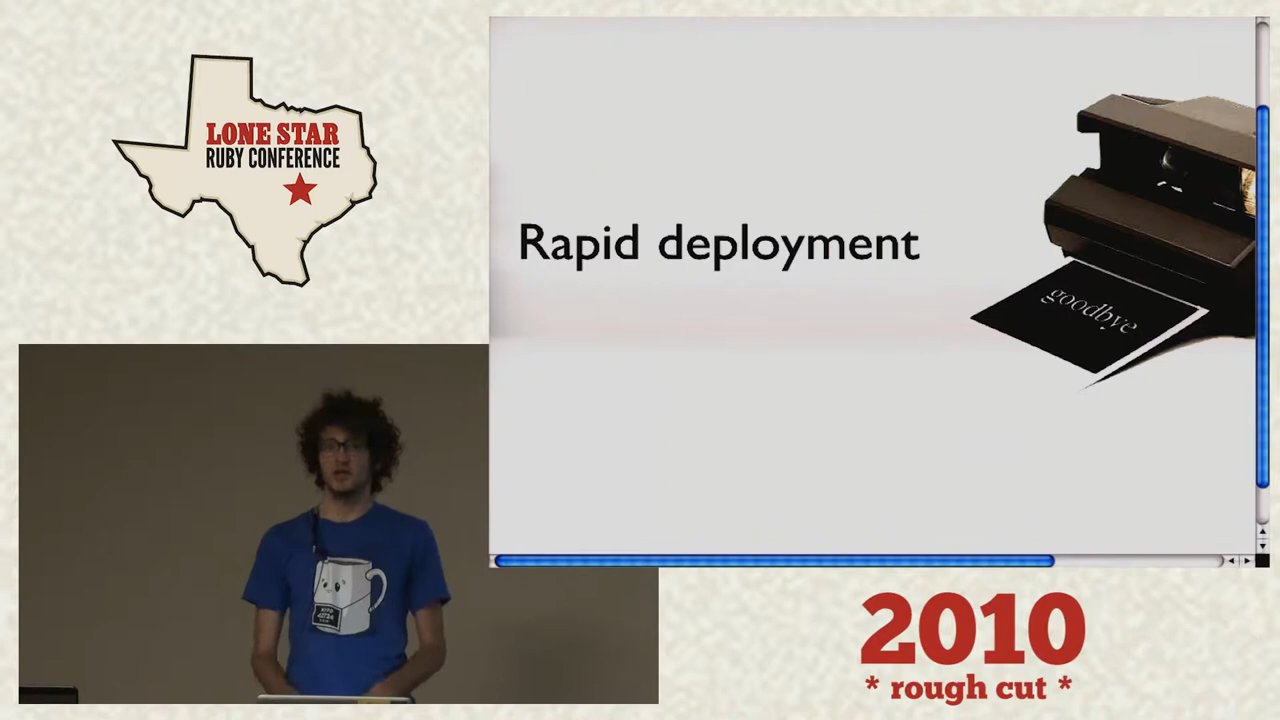 LONE STAR
RUBY CONFERENCE
Rapid deployment
goodbye
2010
* rough cut *